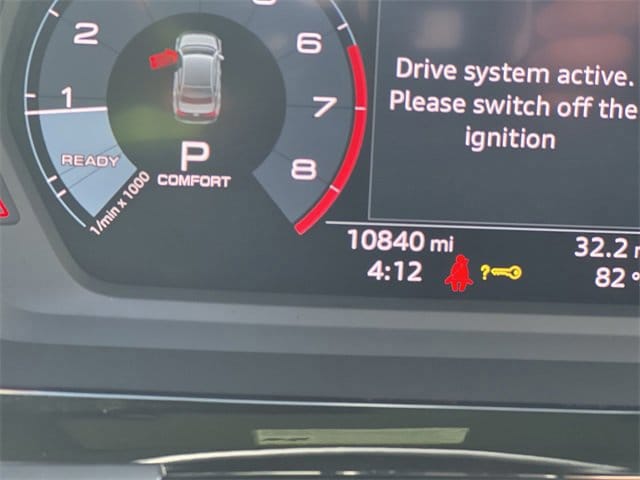 2
6
1
7
READY
P
COMFORT
8
1/min x 1000
Drive system active.
Please switch off the
ignition
10840 mi
32.2
4:12
?
82 °